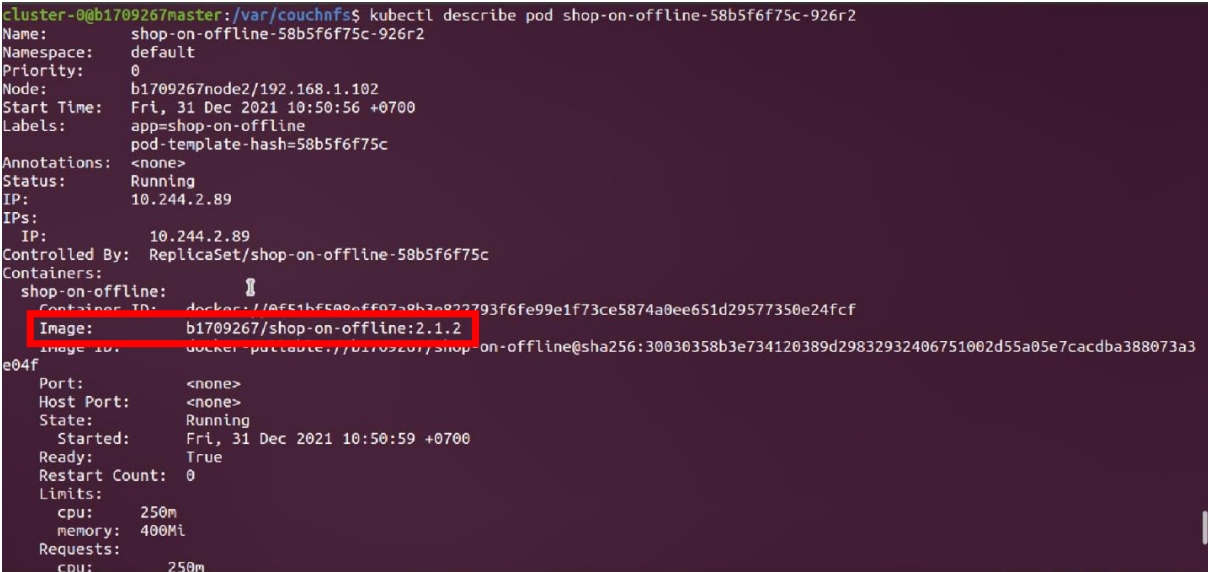 cluster-0@b1709267master:/var/couchnfs$ kubectl describe pod shop-on-offline-58b5f6f75c-926r2
Name:         shop-on-offline-58b5f6f75c-926r2
Namespace:    default
Priority:     0
Node:         b1709267node2/192.168.1.102
Start Time:   Fri, 31 Dec 2021 10:50:56 +0700
Labels:       app=shop-on-offline
              pod-template-hash=58b5f6f75c
Annotations:  <none>
Status:       Running
IP:           10.244.2.89
IPs:
  IP:           10.244.2.89
Controlled By:  ReplicaSet/shop-on-offline-58b5f6f75c
Containers:
  shop-on-offline:
    Container ID:   docker://0f51bf508eff97a8b3e822793f6fe99e1f73ce5874a0ee651d29577350e24fcf
    Image:          b1709267/shop-on-offline:2.1.2
    Image ID:       docker-pullable://b1709267/shop-on-offline@sha256:30030358b3e734120389d29832932406751002d55a05e7cacdba388073a3
e04f
    Port:           <none>
    Host Port:      <none>
    State:          Running
      Started:      Fri, 31 Dec 2021 10:50:59 +0700
    Ready:          True
    Restart Count:  0
    Limits:
      cpu:     250m
      memory:  400Mi
    Requests:
      cpu:        250m